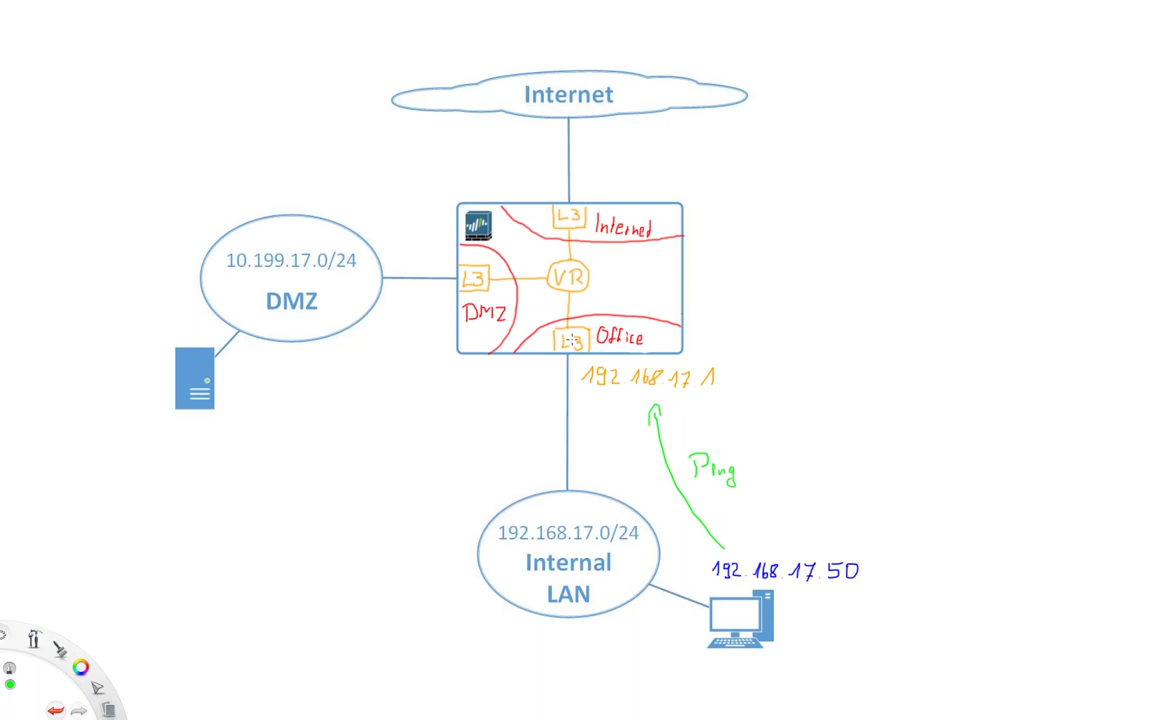 Internet
L3
Internet
10.199.17.0/24
DMZ
L3
VR
DMZ
Office
L3
192.168.17.1
Ping
192.168.17.0/24
Internal
LAN
192.168.17.50